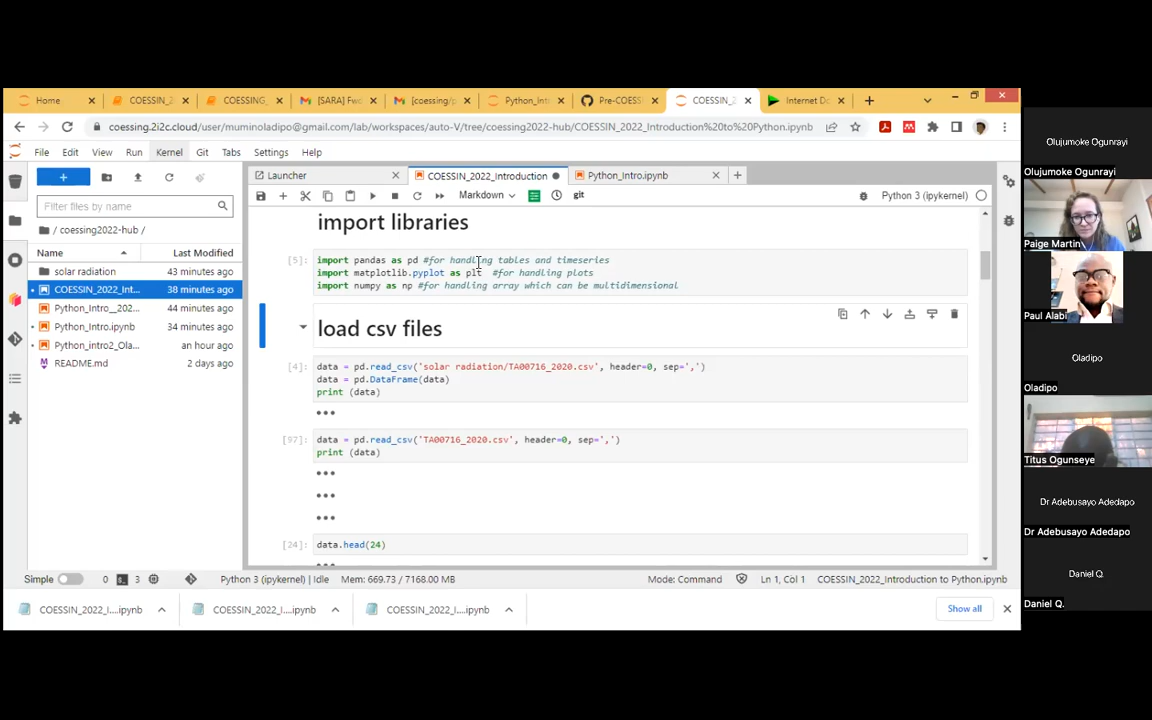 Home
COESSIN_2
COESSING_
[SARA] Fwd
[coessing/p
Python_Int
Pre-COESS
COESSIN_2
Internet Do
coessing.2i2c.cloud/user/muminoladipo@gmail.com/lab/workspaces/auto-V/tree/coessing2022-hub/COESSIN_2022_Introduction%20to%20Python.ipynb
File Edit View Run Kernel Git Tabs Settings Help
Launcher
COESSIN_2022_Introduction
Python_Intro.ipynb
Markdown
git
Python 3 (ipykernel)
Filter files by name
/ coessing2022-hub /
Name Last Modified
solar radiation 43 minutes ago
COESSIN_2022_Int... 38 minutes ago
Python_Intro__202... 44 minutes ago
Python_Intro.ipynb 34 minutes ago
Python_intro2_Ola... an hour ago
README.md 2 days ago
import libraries
[5]: import pandas as pd #for handling tables and timeseries
import matplotlib.pyplot as plt #for handling plots
import numpy as np #for handling array which can be multidimensional
load csv files
[4]: data = pd.read_csv('solar radiation/TA00716_2020.csv', header=0, sep=',')
data = pd.DataFrame(data)
print (data)
[97]: data = pd.read_csv('TA00716_2020.csv', header=0, sep=',')
print (data)
[24]: data.head(24)
Simple 0 3 Python 3 (ipykernel) | Idle Mem: 669.73 / 7168.00 MB Mode: Command Ln 1, Col 1 COESSIN_2022_Introduction to Python.ipynb
COESSIN_2022_I....ipynb
COESSIN_2022_I....ipynb
COESSIN_2022_I....ipynb
Show all
Olujumoke Ogunrayi
Olujumoke Ogunrayi
Paige Martin
Paul Alabi
Oladipo
Oladipo
Titus Ogunseye
Dr Adebusayo Adedapo
Dr Adebusayo Adedapo
Daniel Q.
Daniel Q.